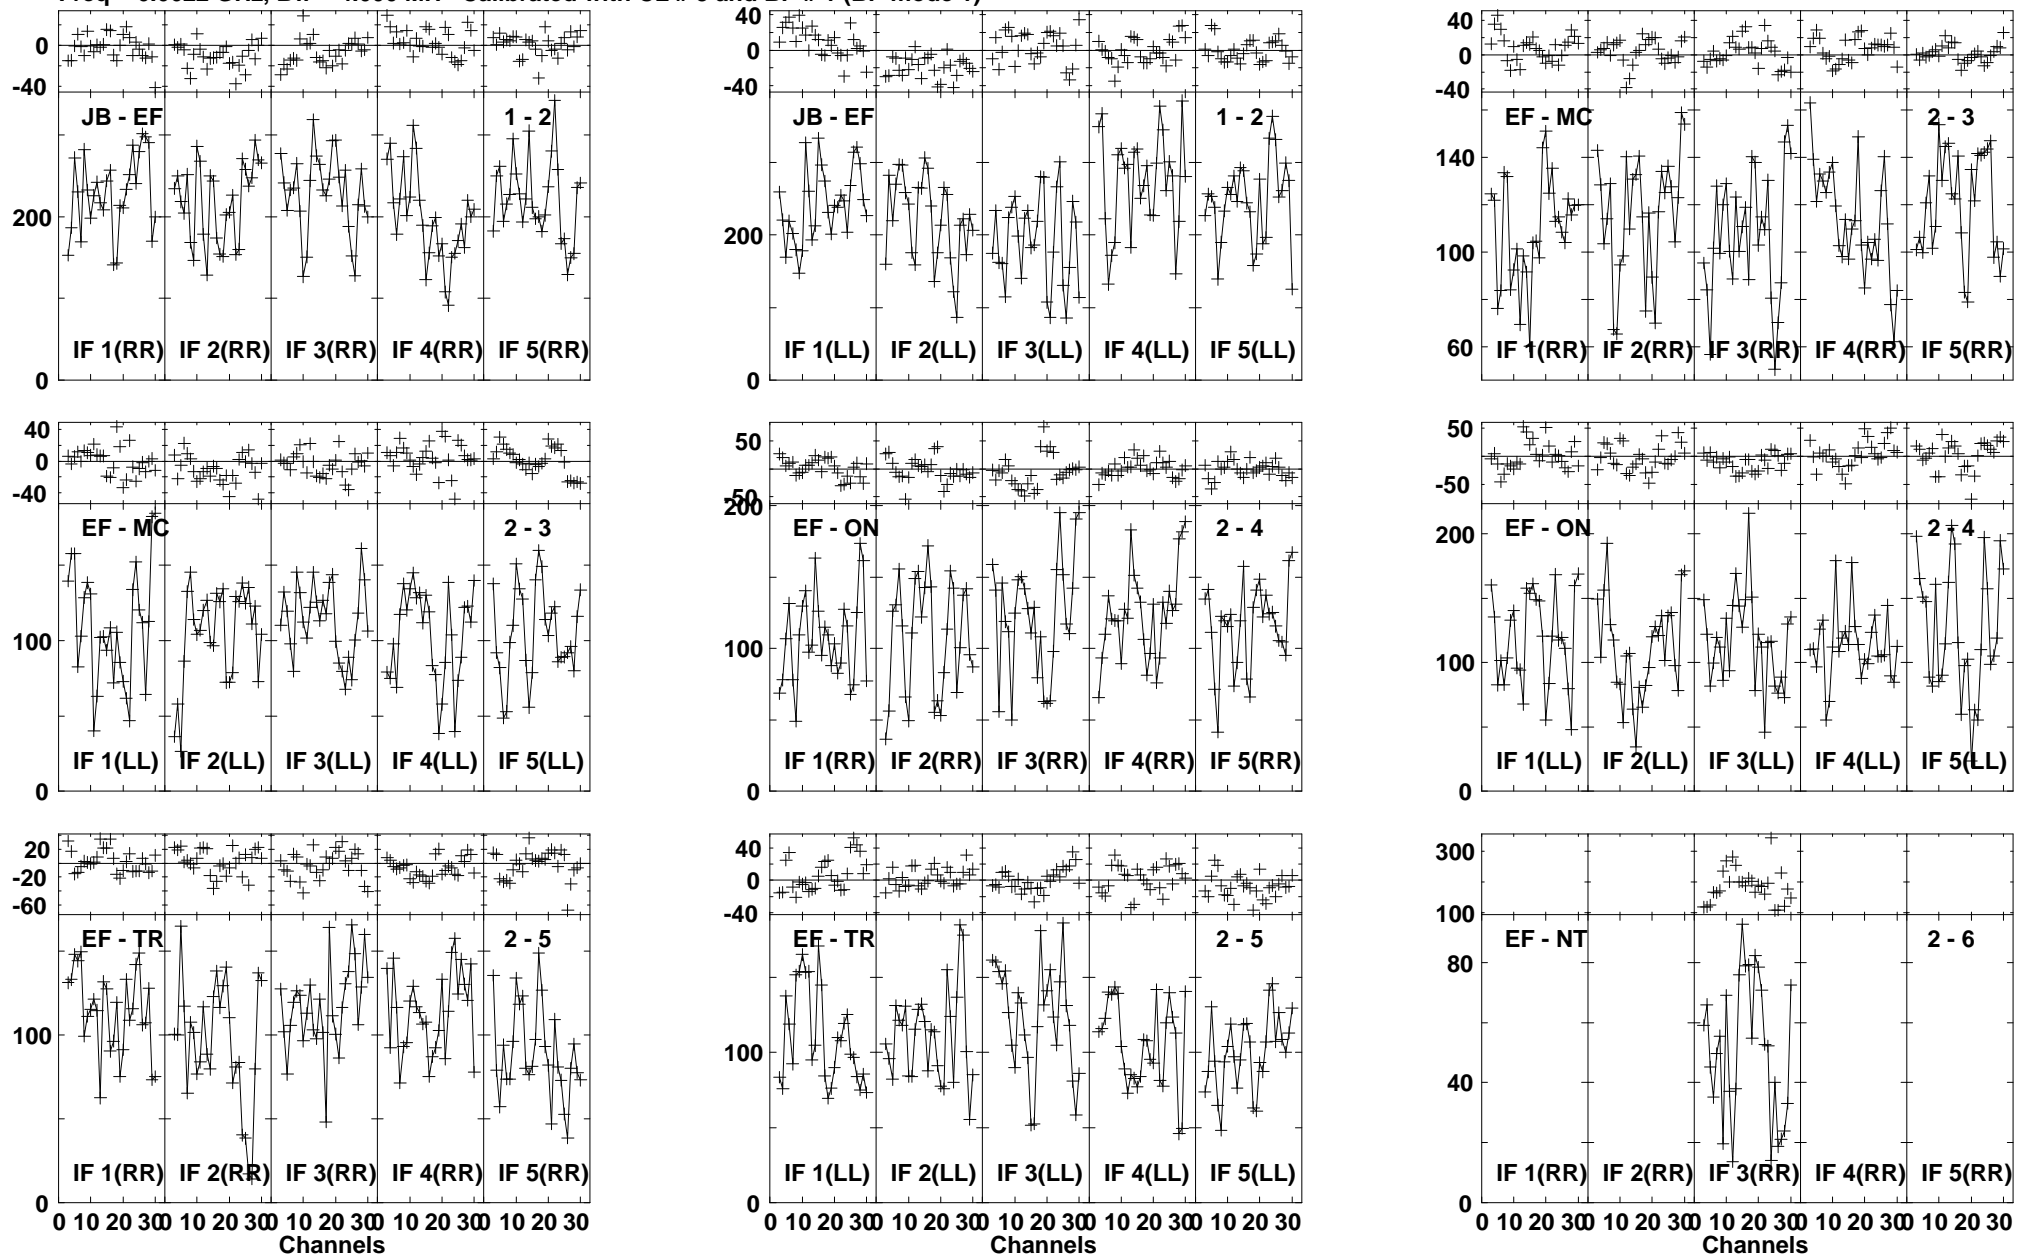 40 0 -40
JB - EF 1 - 2
200
IF 1(RR) IF 2(RR) IF 3(RR) IF 4(RR) IF 5(RR)
0
40 0 -40
JB - EF 1 - 2
200
IF 1(LL) IF 2(LL) IF 3(LL) IF 4(LL) IF 5(LL)
0
40 0 -40
EF - MC 2 - 3
140
100
60
IF 1(RR) IF 2(RR) IF 3(RR) IF 4(RR) IF 5(RR)
40 0 -40
EF - MC 2 - 3
100
IF 1(LL) IF 2(LL) IF 3(LL) IF 4(LL) IF 5(LL)
0
50 -50
200
EF - ON 2 - 4
100
IF 1(RR) IF 2(RR) IF 3(RR) IF 4(RR) IF 5(RR)
0
50 -50
EF - ON 2 - 4
200
100
IF 1(LL) IF 2(LL) IF 3(LL) IF 4(LL) IF 5(LL)
0
20 -20 -60
EF - TR 2 - 5
100
IF 1(RR) IF 2(RR) IF 3(RR) IF 4(RR) IF 5(RR)
0
0 10 20 30 0 10 20 30 0 10 20 30 0 10 20 30 0 10 20 30
Channels
40 0 -40
EF - TR 2 - 5
100
IF 1(LL) IF 2(LL) IF 3(LL) IF 4(LL) IF 5(LL)
0
0 10 20 30 0 10 20 30 0 10 20 30 0 10 20 30 0 10 20 30
Channels
300 100
EF - NT 2 - 6
80
40
IF 1(RR) IF 2(RR) IF 3(RR) IF 4(RR) IF 5(RR)
0
0 10 20 30 0 10 20 30 0 10 20 30 0 10 20 30 0 10 20 30
Channels